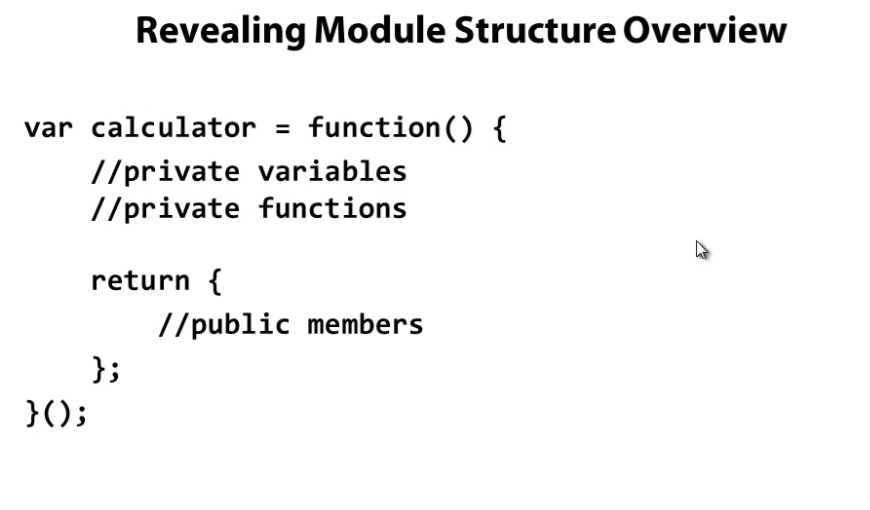 Revealing Module Structure Overview
var calculator = function() {
    //private variables
    //private functions
    return {
        //public members
    };
}();